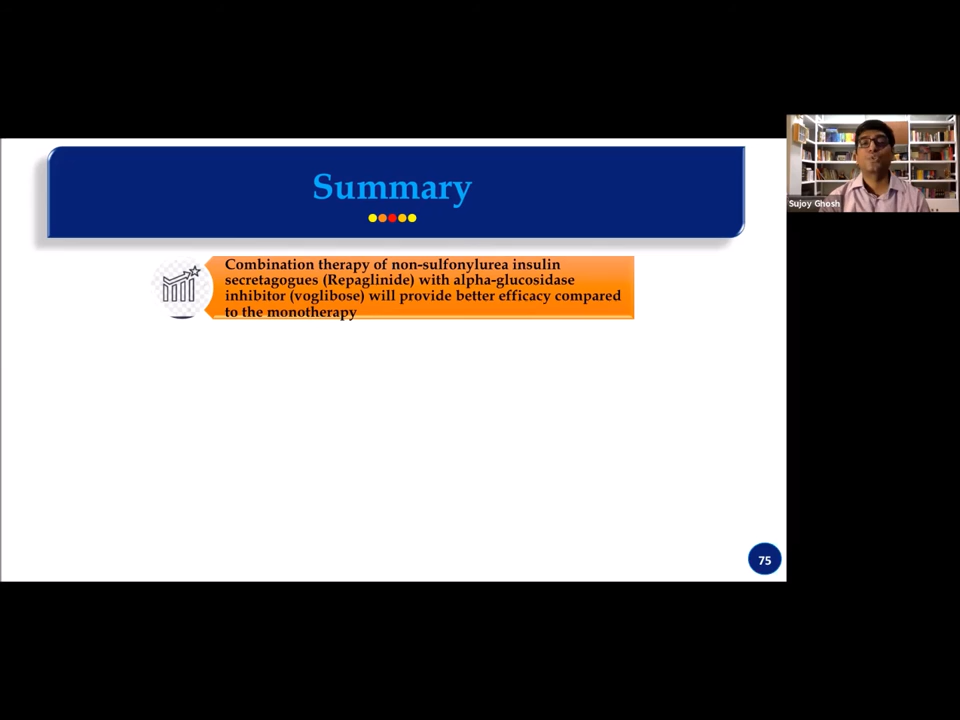 Summary
Combination therapy of non-sulfonylurea insulin
secretagogues (Repaglinide) with alpha-glucosidase
inhibitor (voglibose) will provide better efficacy compared
to the monotherapy
Sujoy Ghosh
75